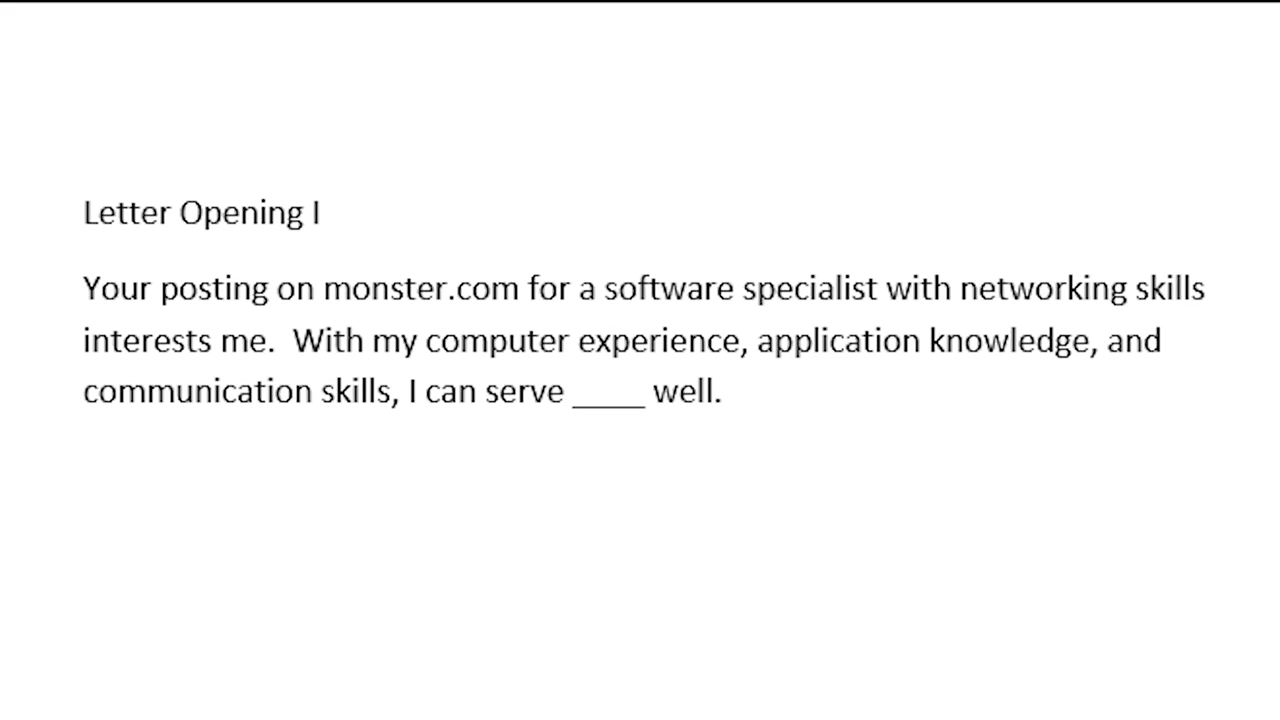 Letter Opening I
Your posting on monster.com for a software specialist with networking skills
interests me.  With my computer experience, application knowledge, and
communication skills, I can serve ____ well.